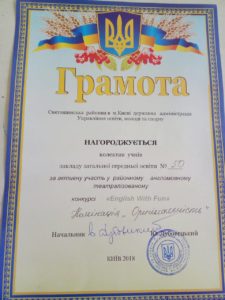 Грамота
Святошинська районна в м.Києві державна адміністрація
Управління освіти, молоді та спорту
НАГОРОДЖУЄТЬСЯ
колектив учнів
закладу загальної середньої освіти №
за активну участь у районному англомовному
театралізованому
конкурсі «English With Fun»
Номінація „Оригінальність"
Начальник
КИЇВ 2018